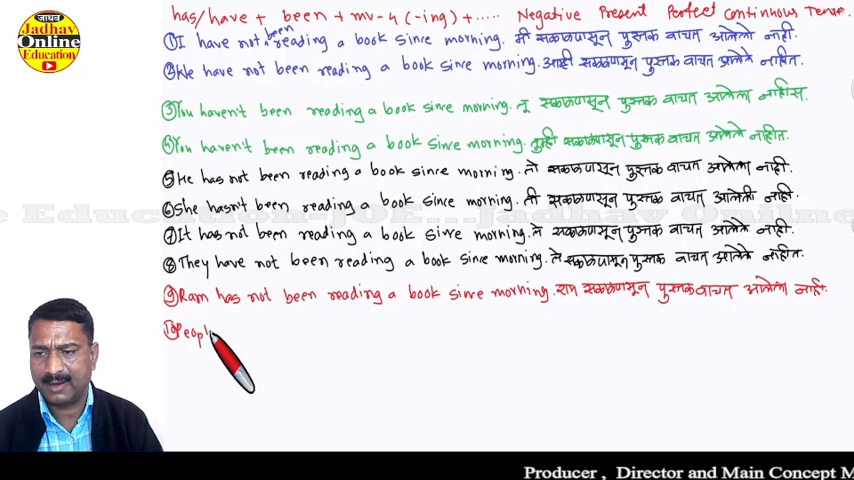 जाधव
Jadhav
Online
Education
has/have + been + mv-4 (-ing) + ..... Negative Present Perfect Continuous Tense.
① I have not been reading a book since morning. मी सकाळपासून पुस्तक वाचत आलेलो नाही.
② We have not been reading a book since morning. आम्ही सकाळपासून पुस्तक वाचत आलेलो नाहीत.
③ You haven't been reading a book since morning. तू सकाळपासून पुस्तक वाचत आलेला नाहीस.
④ You haven't been reading a book since morning. तुम्ही सकाळपासून पुस्तक वाचत आलेले नाहीत.
⑤ He has not been reading a book since morning. तो सकाळपासून पुस्तक वाचत आलेला नाही.
⑥ She hasn't been reading a book since morning. ती सकाळपासून पुस्तक वाचत आलेली नाही.
e Education-JOE...Jadhav Online
⑦ It has not been reading a book since morning. ते सकाळपासून पुस्तक वाचत आलेले नाही.
⑧ They have not been reading a book since morning. ते सकाळपासून पुस्तक वाचत आलेले नाहीत.
⑨ Ram has not been reading a book since morning. राम सकाळपासून पुस्तक वाचत आलेला नाही.
⑩ Peopl
Producer , Director and Main Concept M